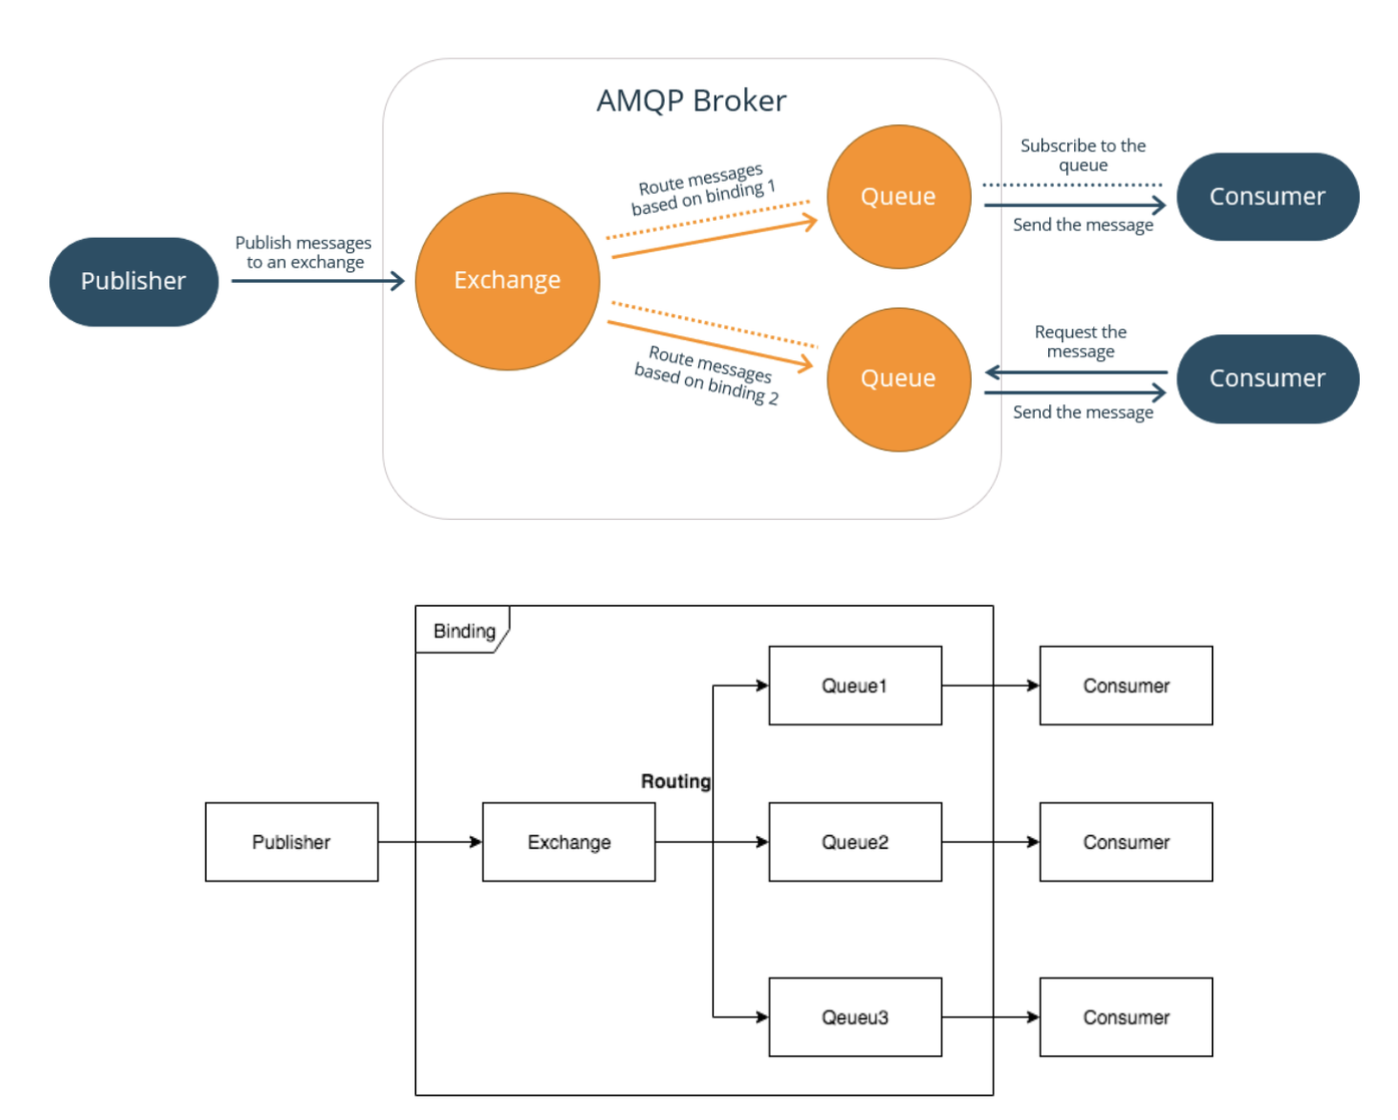 AMQP Broker
Publisher
Publish messages
to an exchange
Exchange
Route messages
based on binding 1
Route messages
based on binding 2
Queue
Subscribe to the
queue
Send the message
Consumer
Queue
Request the
message
Send the message
Consumer
Binding
Publisher
Exchange
Routing
Queue1
Consumer
Queue2
Consumer
Qeueu3
Consumer